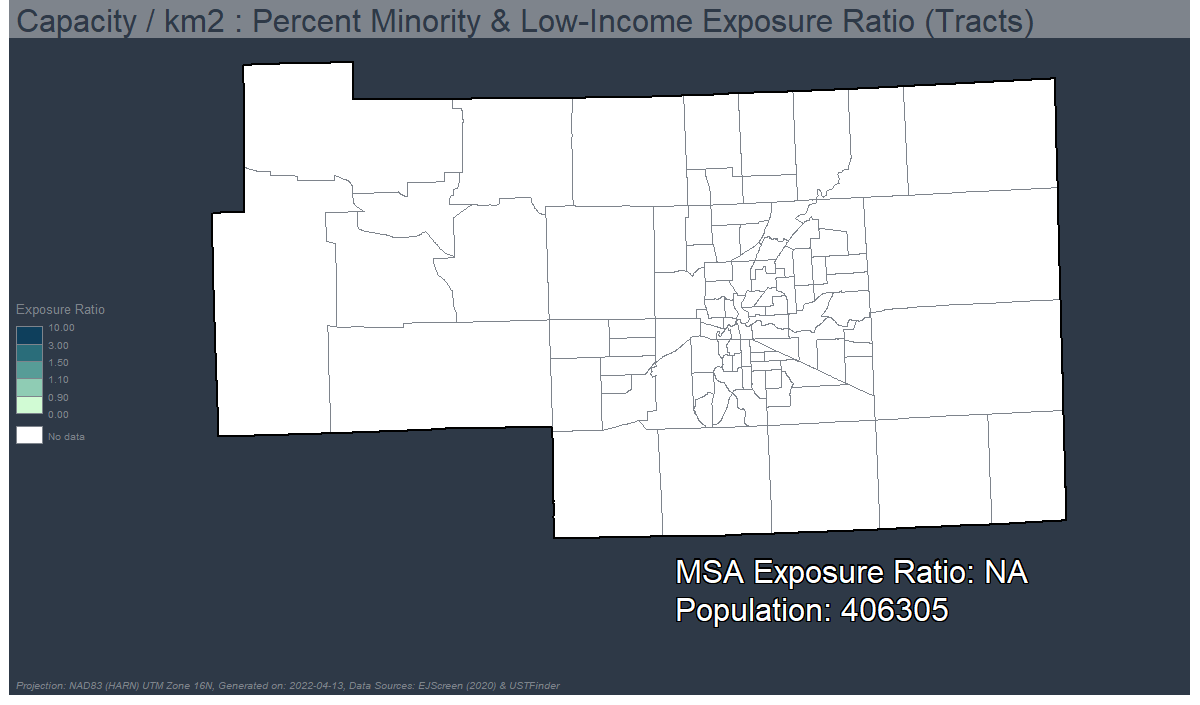 Capacity / km2 : Percent Minority & Low-Income Exposure Ratio (Tracts)
Exposure Ratio
10.00
3.00
1.50
1.10
0.90
0.00
No data
MSA Exposure Ratio: NA
Population: 406305
Projection: NAD83 (HARN) UTM Zone 16N, Generated on: 2022-04-13, Data Sources: EJScreen (2020) & USTFinder